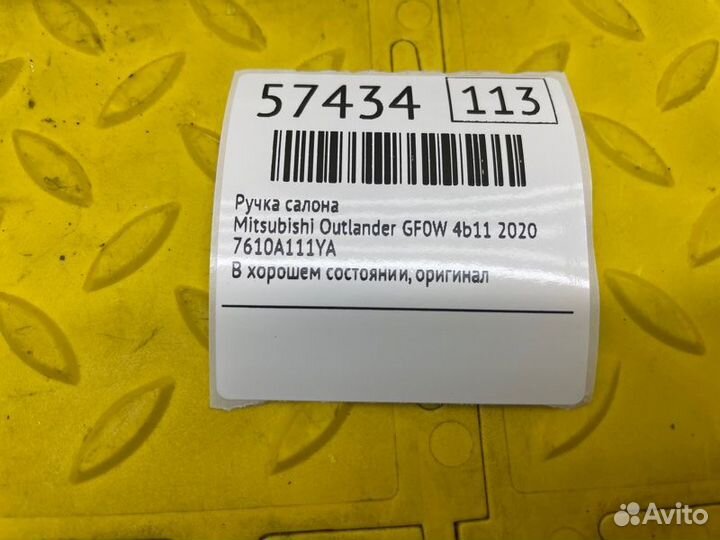 57434 113
Ручка салона
Mitsubishi Outlander GF0W 4b11 2020
7610A111YA
В хорошем состоянии, оригинал
Avito